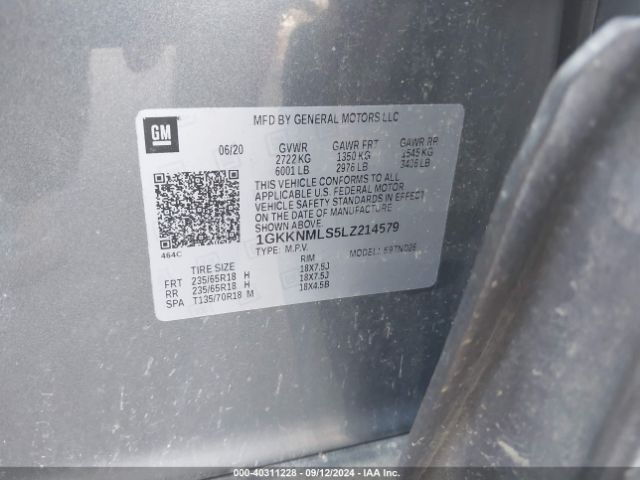 GM
MFD BY GENERAL MOTORS LLC
06/20 GVWR GAWR FRT GAWR RR
2722 KG 1350 KG 1545 KG
6001 LB 2976 LB 3406 LB
THIS VEHICLE CONFORMS TO ALL
APPLICABLE U.S. FEDERAL MOTOR
VEHICLE SAFETY STANDARDS IN EFFECT
ON THE DATE OF MANUFACTURE
SHOWN ABOVE.
1GKKNMLS5LZ214579
464C
TYPE: M.P.V. MODEL:
TIRE SIZE RIM
FRT 235/65R18 H 18X7.5J
RR 235/65R18 H 18X7.5J
SPA T135/70R18 M 18X4.5B
000-40311228 - 09/12/2024 - IAA Inc.